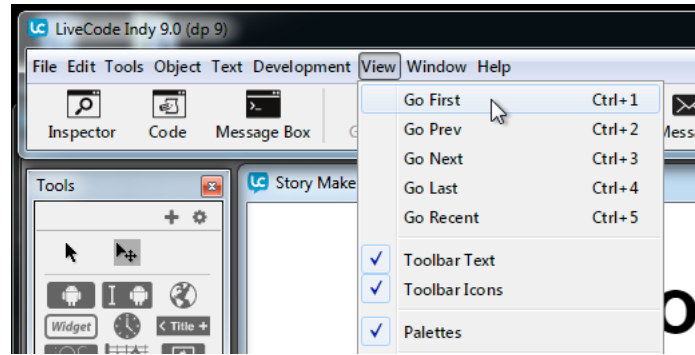 LiveCode Indy 9.0 (dp 9)
File Edit Tools Object Text Development View Window Help
Inspector Code Message Box
Go First Ctrl+1
Go Prev Ctrl+2
Go Next Ctrl+3
Go Last Ctrl+4
Go Recent Ctrl+5
Tools
Story Make
Toolbar Text
Toolbar Icons
Palettes
Widget
< Title +